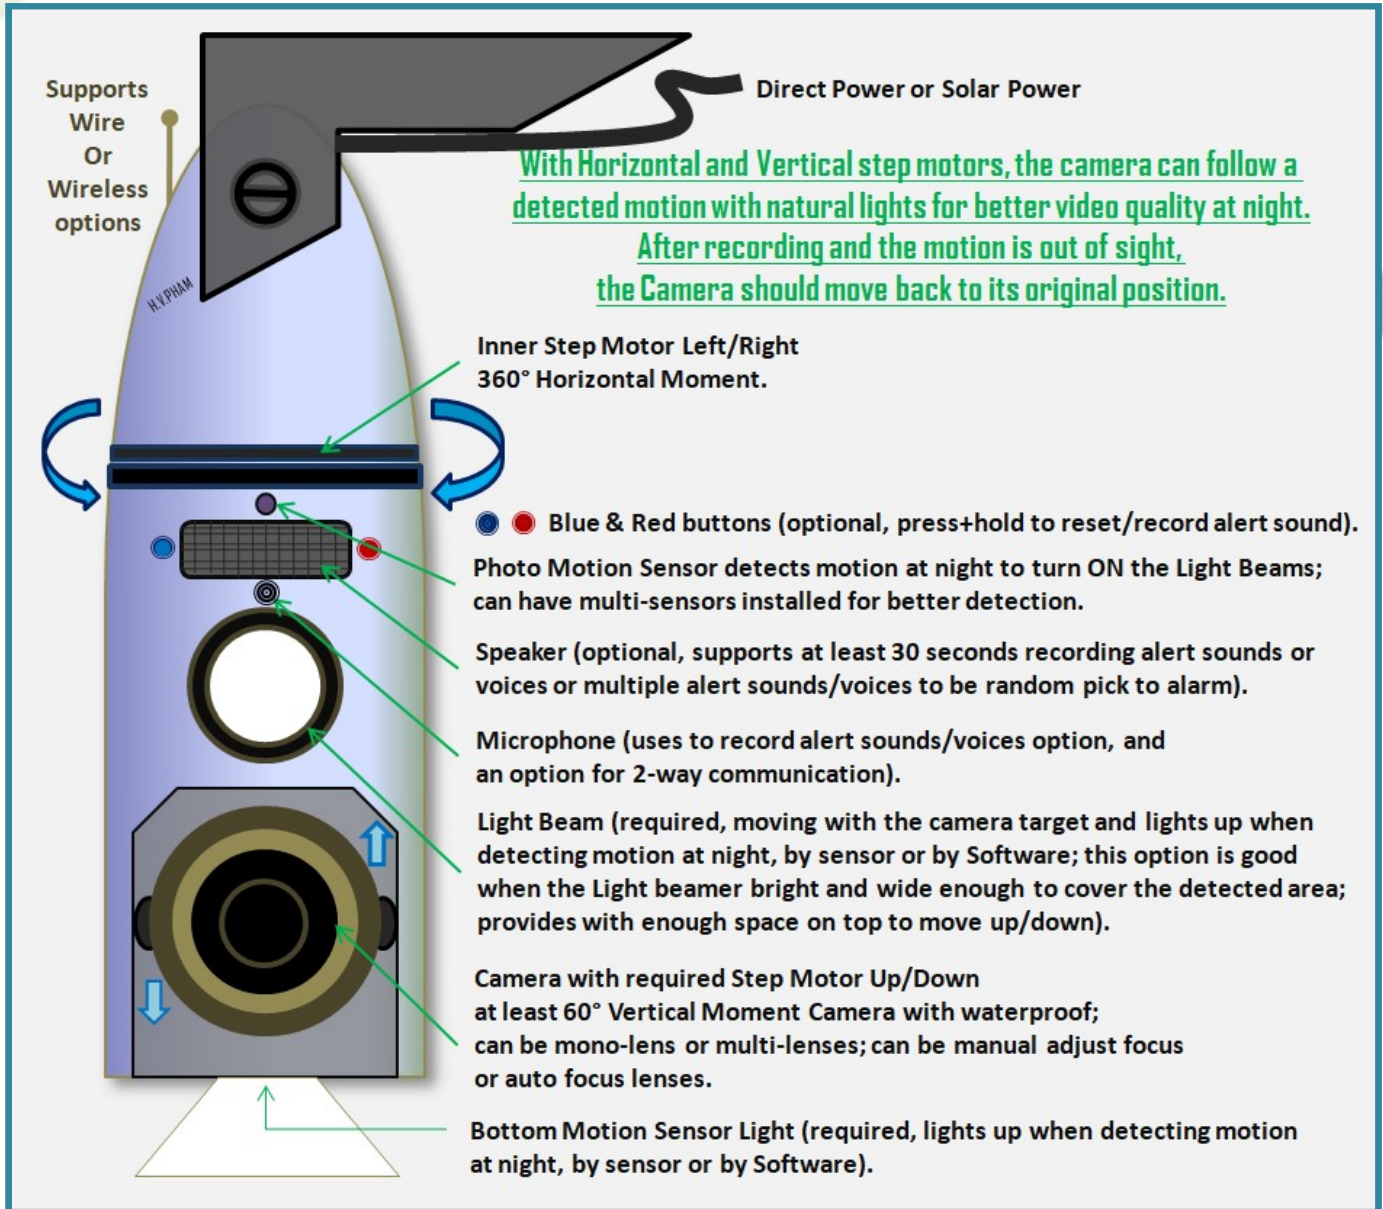 Supports
Wire
Or
Wireless
options
Direct Power or Solar Power
With Horizontal and Vertical step motors, the camera can follow a
detected motion with natural lights for better video quality at night.
After recording and the motion is out of sight,
the Camera should move back to its original position.
H.V.PHAM
Inner Step Motor Left/Right
360° Horizontal Moment.
Blue & Red buttons (optional, press+hold to reset/record alert sound).
Photo Motion Sensor detects motion at night to turn ON the Light Beams;
can have multi-sensors installed for better detection.
Speaker (optional, supports at least 30 seconds recording alert sounds or
voices or multiple alert sounds/voices to be random pick to alarm).
Microphone (uses to record alert sounds/voices option, and
an option for 2-way communication).
Light Beam (required, moving with the camera target and lights up when
detecting motion at night, by sensor or by Software; this option is good
when the Light beamer bright and wide enough to cover the detected area;
provides with enough space on top to move up/down).
Camera with required Step Motor Up/Down
at least 60° Vertical Moment Camera with waterproof;
can be mono-lens or multi-lenses; can be manual adjust focus
or auto focus lenses.
Bottom Motion Sensor Light (required, lights up when detecting motion
at night, by sensor or by Software).